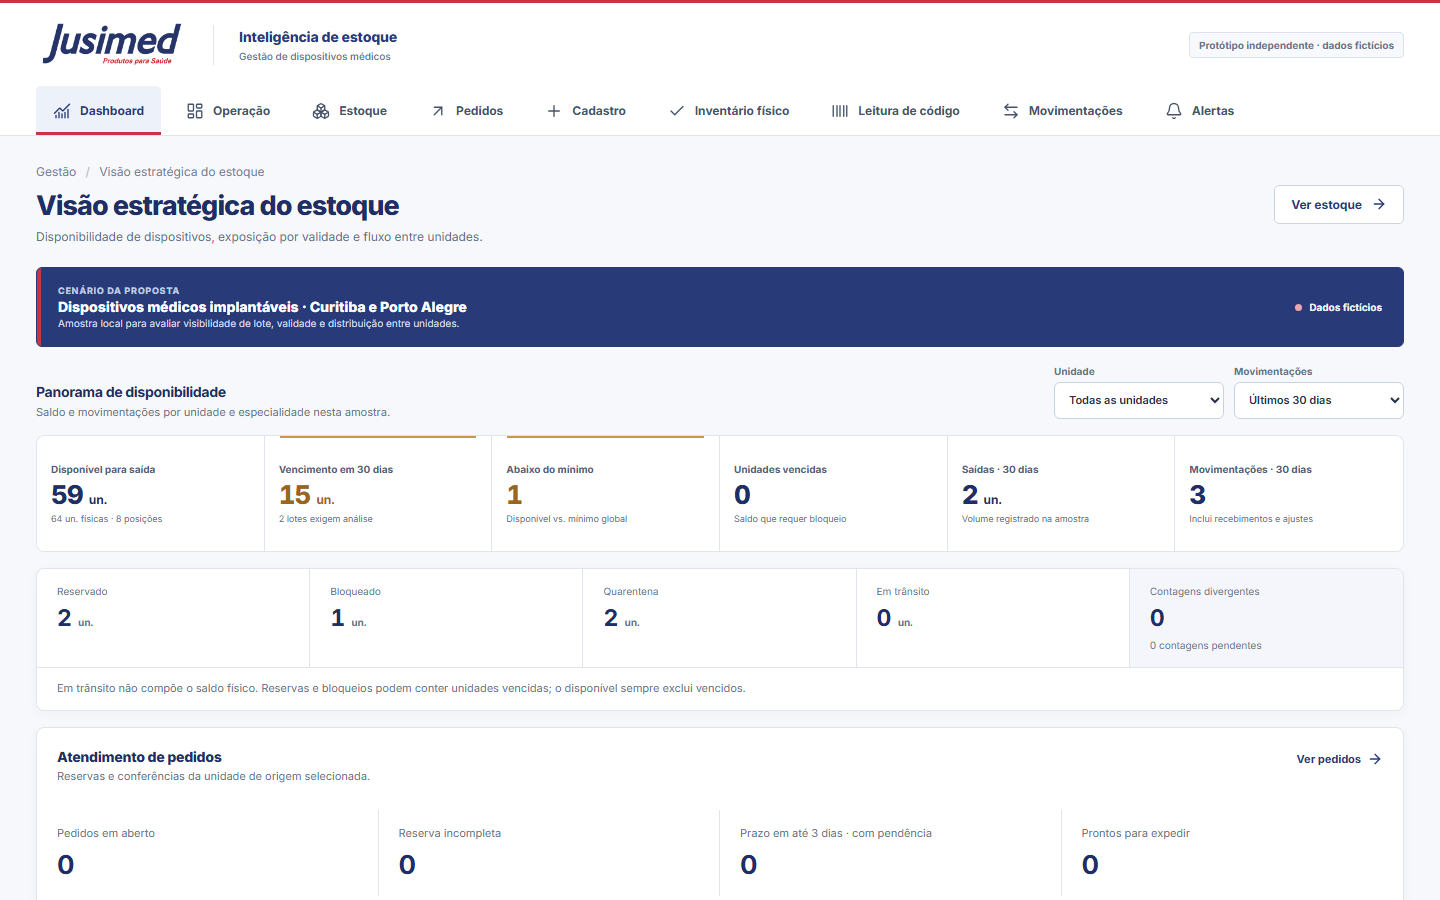 Jusimed
Produtos para Saúde
Inteligência de estoque
Gestão de dispositivos médicos
Protótipo independente · dados fictícios
Dashboard
Operação
Estoque
Pedidos
Cadastro
Inventário físico
Leitura de código
Movimentações
Alertas
Gestão / Visão estratégica do estoque
Visão estratégica do estoque
Disponibilidade de dispositivos, exposição por validade e fluxo entre unidades.
Ver estoque
CENÁRIO DA PROPOSTA
Dispositivos médicos implantáveis · Curitiba e Porto Alegre
Amostra local para avaliar visibilidade de lote, validade e distribuição entre unidades.
Dados fictícios
Panorama de disponibilidade
Saldo e movimentações por unidade e especialidade nesta amostra.
Unidade
Todas as unidades
Movimentações
Últimos 30 dias
Disponível para saída
59 un.
64 un. físicas · 8 posições
Vencimento em 30 dias
15 un.
2 lotes exigem análise
Abaixo do mínimo
1
Disponível vs. mínimo global
Unidades vencidas
0
Saldo que requer bloqueio
Saídas · 30 dias
2 un.
Volume registrado na amostra
Movimentações · 30 dias
3
Inclui recebimentos e ajustes
Reservado
2 un.
Bloqueado
1 un.
Quarentena
2 un.
Em trânsito
0 un.
Contagens divergentes
0
0 contagens pendentes
Em trânsito não compõe o saldo físico. Reservas e bloqueios podem conter unidades vencidas; o disponível sempre exclui vencidos.
Atendimento de pedidos
Reservas e conferências da unidade de origem selecionada.
Ver pedidos
Pedidos em aberto
0
Reserva incompleta
0
Prazo em até 3 dias · com pendência
0
Prontos para expedir
0